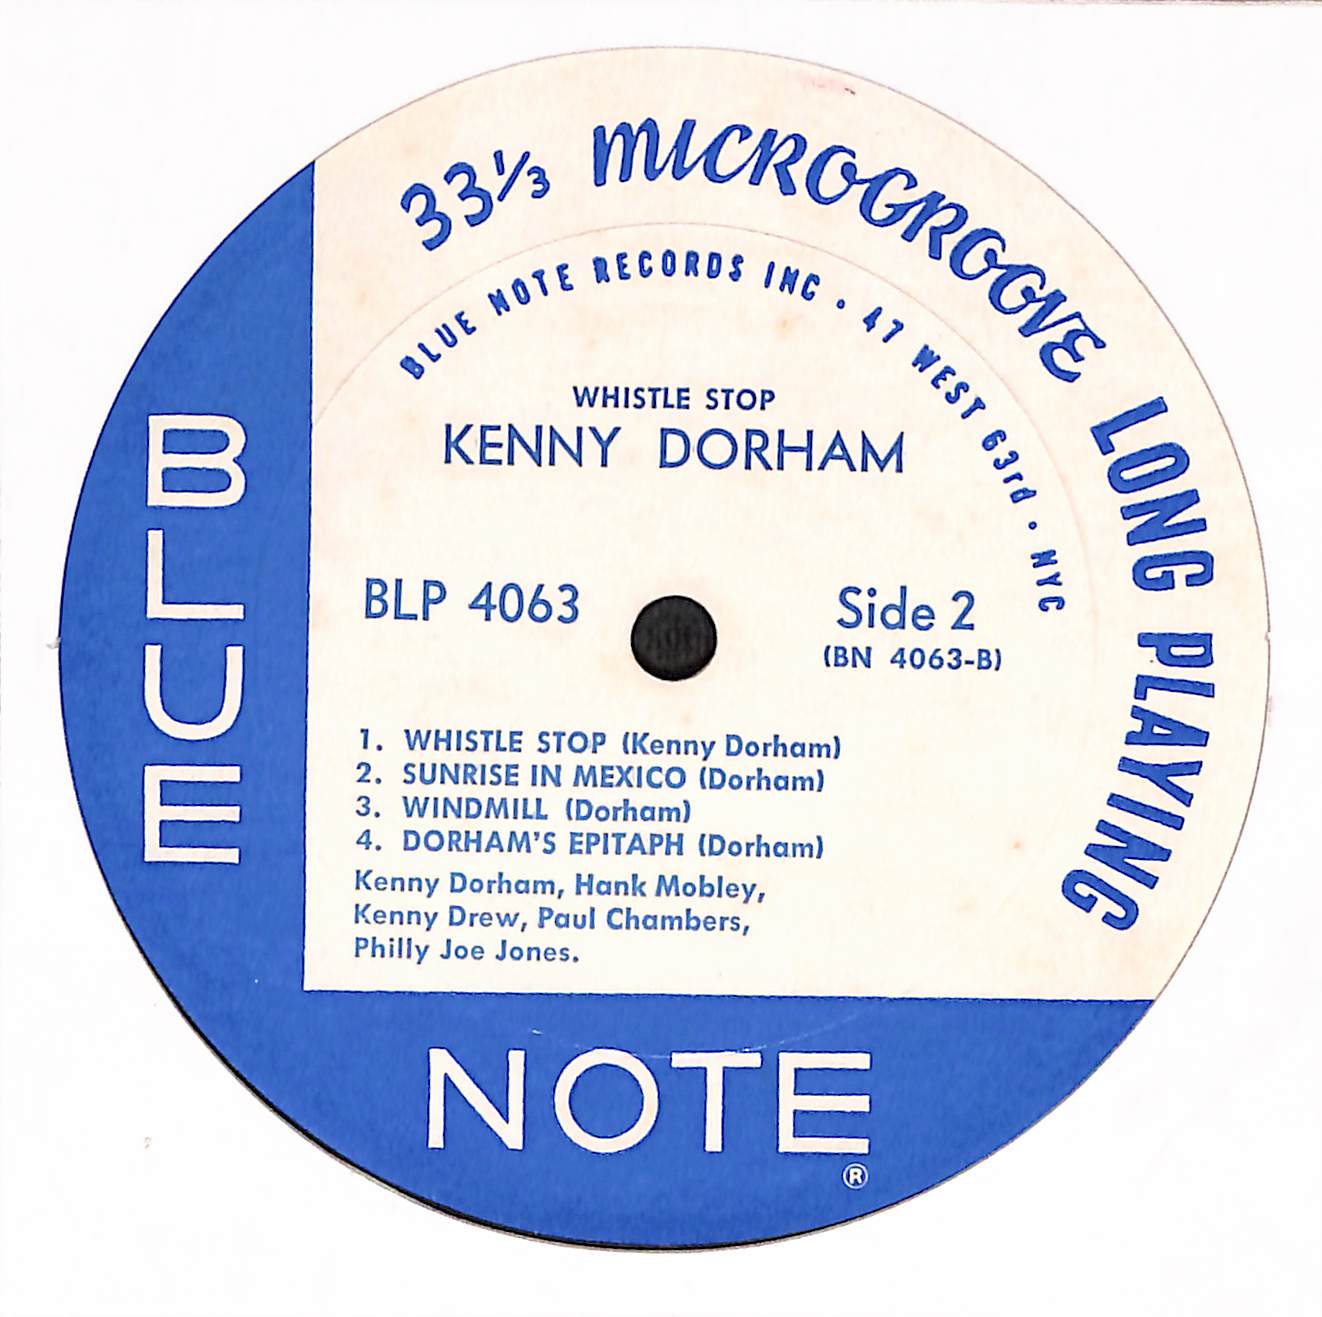 33⅓ MICROGROOVE LONG PLAYING
BLUE NOTE RECORDS INC · 47 WEST 63rd · NYC
WHISTLE STOP
KENNY DORHAM
BLP 4063
Side 2
(BN 4063-B)
1. WHISTLE STOP (Kenny Dorham)
2. SUNRISE IN MEXICO (Dorham)
3. WINDMILL (Dorham)
4. DORHAM'S EPITAPH (Dorham)
Kenny Dorham, Hank Mobley,
Kenny Drew, Paul Chambers,
Philly Joe Jones.
BLUE
NOTE
®